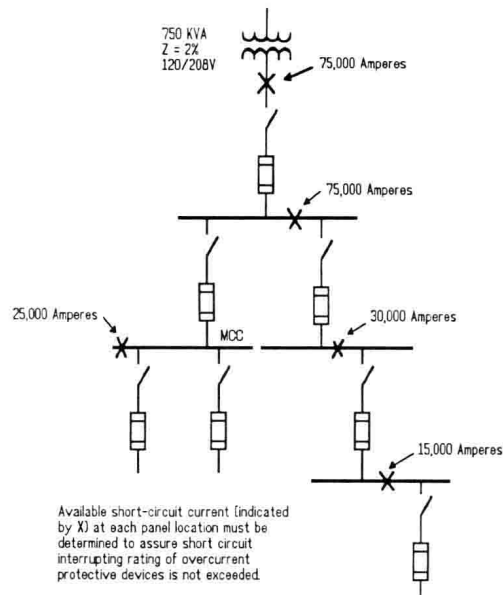 750 KVA
Z = 2%
120/208V
75,000 Amperes
75,000 Amperes
25,000 Amperes
MCC
30,000 Amperes
15,000 Amperes
Available short-circuit current (indicated
by X) at each panel location must be
determined to assure short circuit
interrupting rating of overcurrent
protective devices is not exceeded.